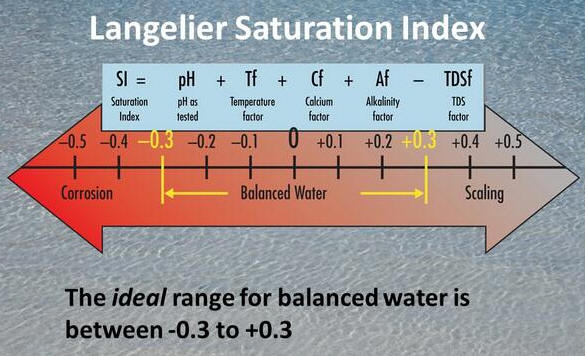 Langelier Saturation Index
SI = pH + Tf + Cf + Af − TDSf
Saturation Index pH as tested Temperature factor Calcium factor Alkalinity factor TDS factor
−0.5 −0.4 −0.3 −0.2 −0.1 0 +0.1 +0.2 +0.3 +0.4 +0.5
Corrosion Balanced Water Scaling
The ideal range for balanced water is
between -0.3 to +0.3